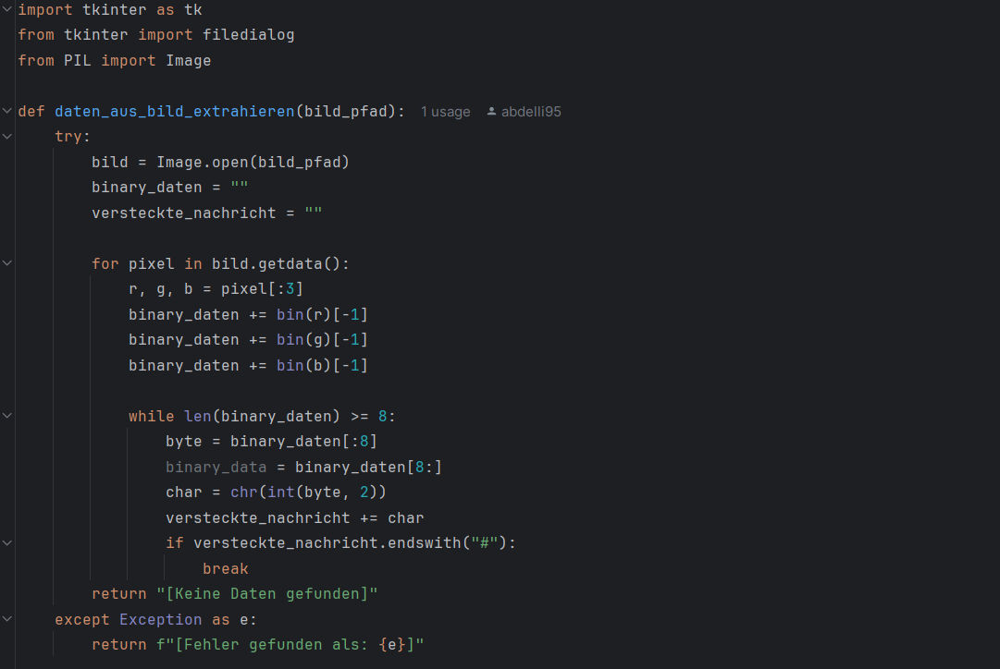 import tkinter as tk
from tkinter import filedialog
from PIL import Image
def daten_aus_bild_extrahieren(bild_pfad): 1 usage abdelli95
    try:
        bild = Image.open(bild_pfad)
        binary_daten = ""
        versteckte_nachricht = ""
        for pixel in bild.getdata():
            r, g, b = pixel[:3]
            binary_daten += bin(r)[-1]
            binary_daten += bin(g)[-1]
            binary_daten += bin(b)[-1]
            while len(binary_daten) >= 8:
                byte = binary_daten[:8]
                binary_data = binary_daten[8:]
                char = chr(int(byte, 2))
                versteckte_nachricht += char
                if versteckte_nachricht.endswith("#"):
                    break
        return "[Keine Daten gefunden]"
    except Exception as e:
        return f"[Fehler gefunden als: {e}]"